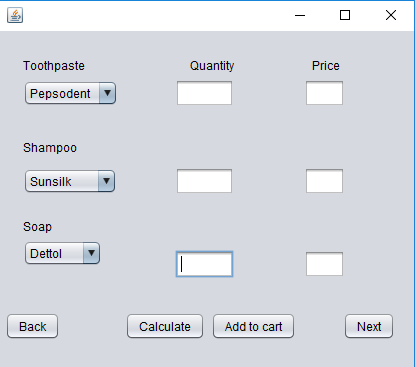 Toothpaste Quantity Price
Pepsodent
Shampoo
Sunsilk
Soap
Dettol
Back Calculate Add to cart Next